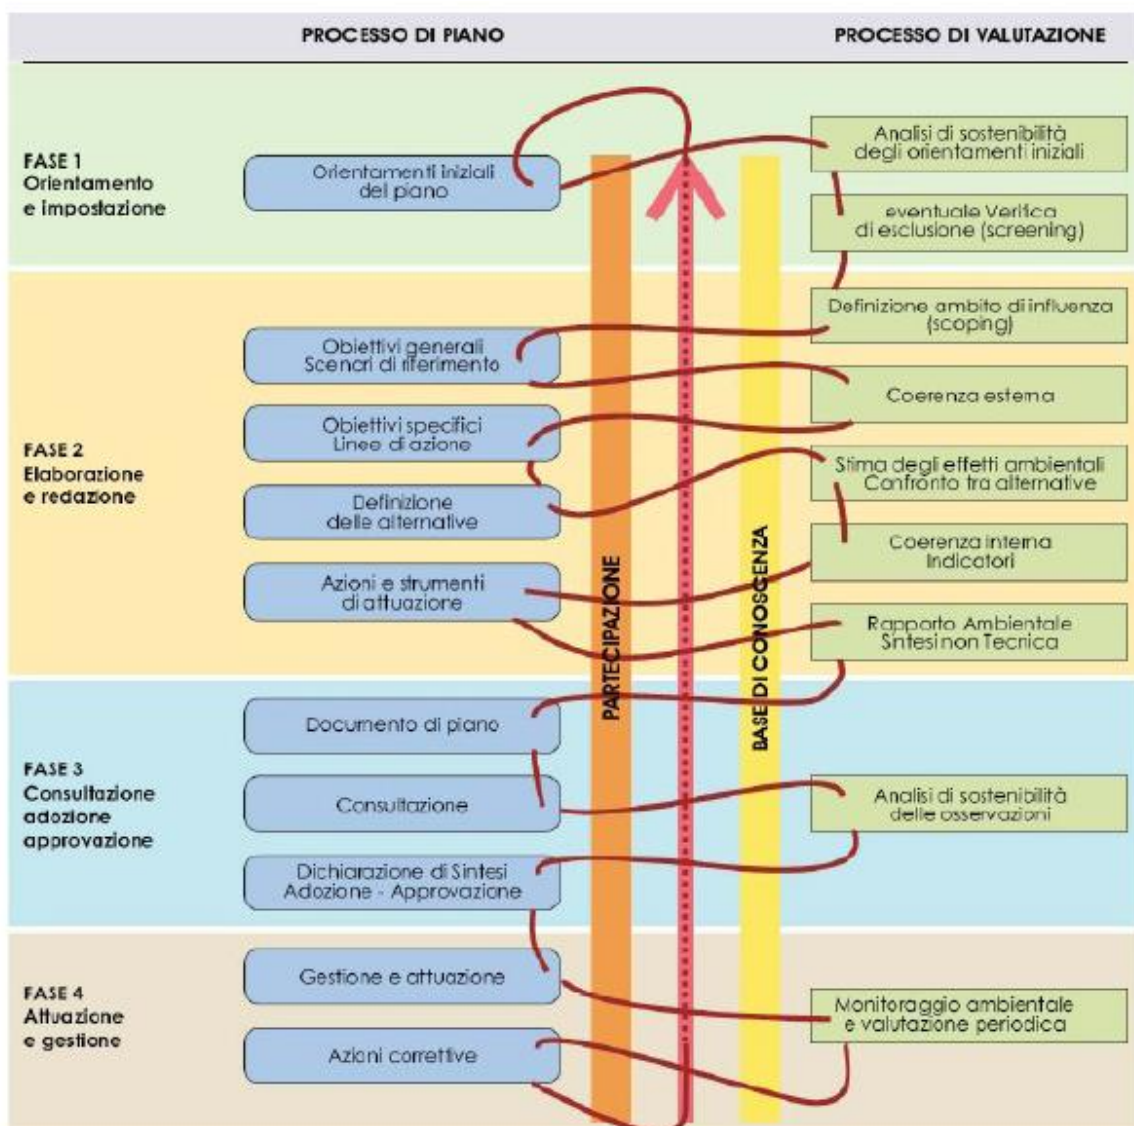 PROCESSO DI PIANO
PROCESSO DI VALUTAZIONE
FASE 1
Orientamento
e impostazione
Orientamenti iniziali
del piano
Analisi di sostenibilità
degli orientamenti iniziali
eventuale Verifica
di esclusione (screening)
FASE 2
Elaborazione
e redazione
Obiettivi generali
Scenari di riferimento
Obiettivi specifici
Linee di azione
Definizione
delle alternative
Azioni e strumenti
di attuazione
Definizione ambito di influenza
(scoping)
Coerenza esterna
Stima degli effetti ambientali
Confronto tra alternative
Coerenza interna
Indicatori
Rapporto Ambientale
Sintesi non Tecnica
PARTECIPAZIONE
BASE DI CONOSCENZA
FASE 3
Consultazione
adozione
approvazione
Documento di piano
Consultazione
Dichiarazione di Sintesi
Adozione - Approvazione
Analisi di sostenibilità
delle osservazioni
FASE 4
Attuazione
e gestione
Gestione e attuazione
Azioni correttive
Monitoraggio ambientale
e valutazione periodica